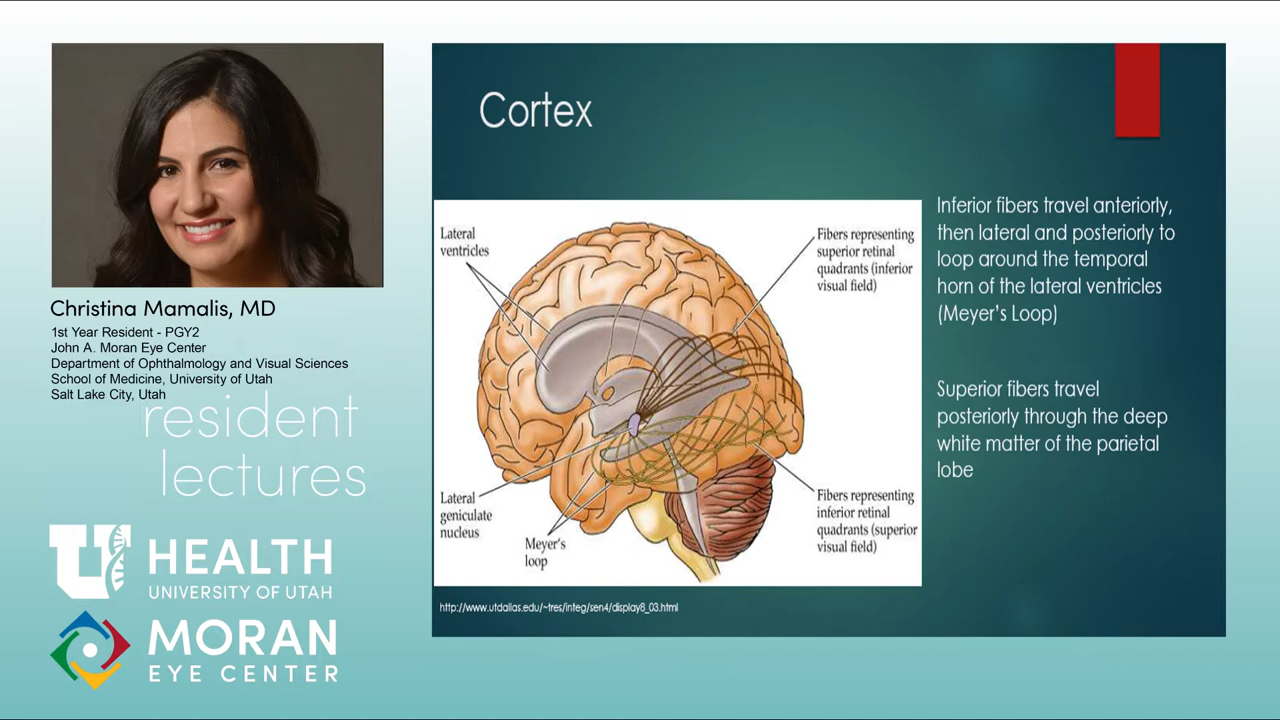 Christina Mamalis, MD
1st Year Resident - PGY2
John A. Moran Eye Center
Department of Ophthalmology and Visual Sciences
School of Medicine, University of Utah
Salt Lake City, Utah
resident
lectures
U HEALTH
UNIVERSITY OF UTAH
MORAN
EYE CENTER
Cortex
Lateral
ventricles
Fibers representing
superior retinal
quadrants (inferior
visual field)
Lateral
geniculate
nucleus
Meyer's
loop
Fibers representing
inferior retinal
quadrants (superior
visual field)
http://www.utdallas.edu/~tres/integ/sen4/display8_03.html
Inferior fibers travel anteriorly,
then lateral and posteriorly to
loop around the temporal
horn of the lateral ventricles
(Meyer's Loop)
Superior fibers travel
posteriorly through the deep
white matter of the parietal
lobe